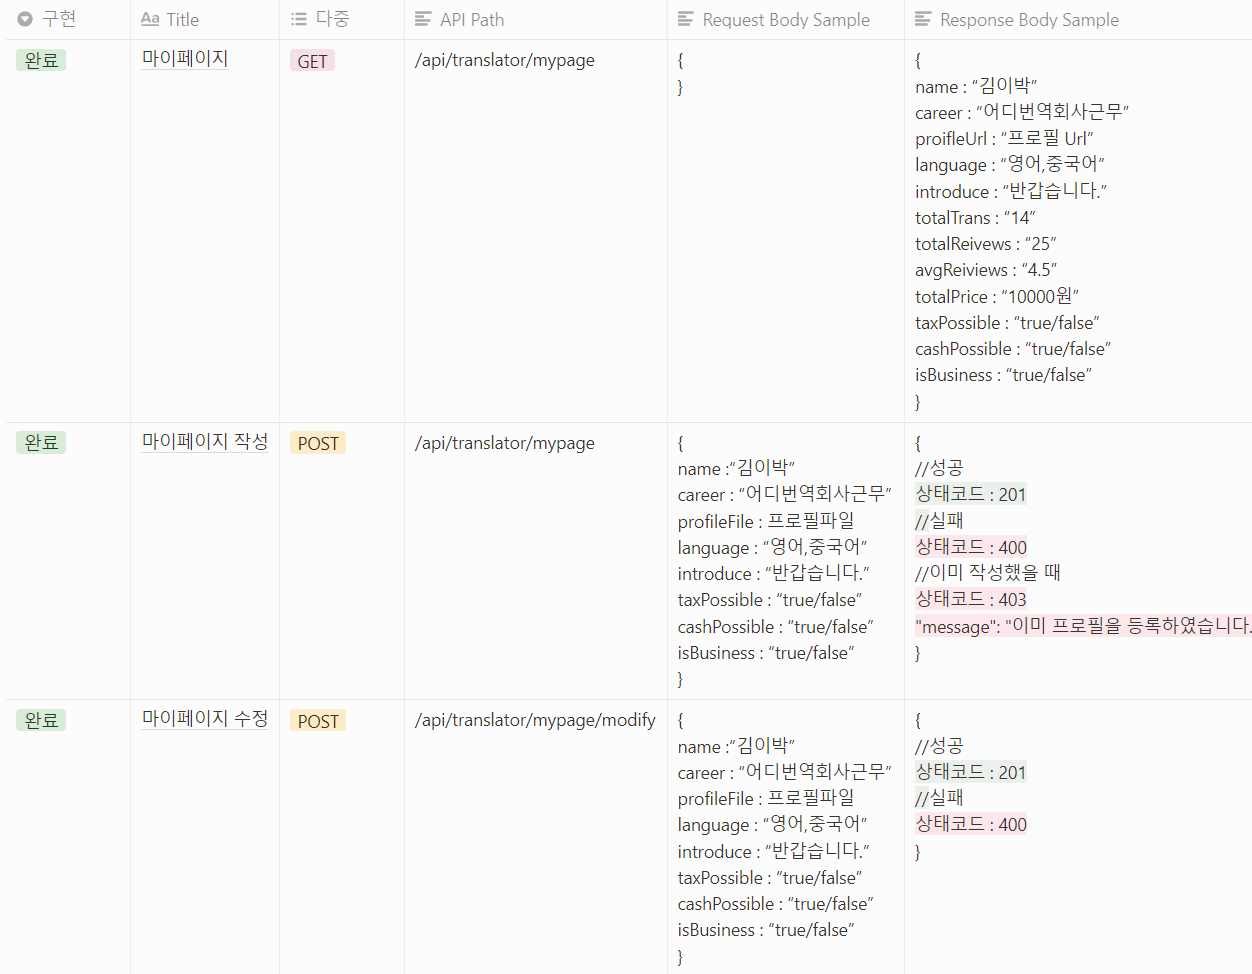 구현
Aa Title
다중
API Path
Request Body Sample
Response Body Sample
완료
마이페이지
GET
/api/translator/mypage
{
}
{
name : “김이박”
career : “어디번역회사근무”
proifleUrl : “프로필 Url”
language : “영어,중국어”
introduce : “반갑습니다.”
totalTrans : “14”
totalReivews : “25”
avgReiviews : “4.5”
totalPrice : “10000원”
taxPossible : “true/false”
cashPossible : “true/false”
isBusiness : “true/false”
}
완료
마이페이지 작성
POST
/api/translator/mypage
{
name :“김이박”
career : “어디번역회사근무”
profileFile : 프로필파일
language : “영어,중국어”
introduce : “반갑습니다.”
taxPossible : “true/false”
cashPossible : “true/false”
isBusiness : “true/false”
}
{
//성공
상태코드 : 201
//실패
상태코드 : 400
//이미 작성했을 때
상태코드 : 403
"message": "이미 프로필을 등록하였습니다.
}
완료
마이페이지 수정
POST
/api/translator/mypage/modify
{
name :“김이박”
career : “어디번역회사근무”
profileFile : 프로필파일
language : “영어,중국어”
introduce : “반갑습니다.”
taxPossible : “true/false”
cashPossible : “true/false”
isBusiness : “true/false”
}
{
//성공
상태코드 : 201
//실패
상태코드 : 400
}